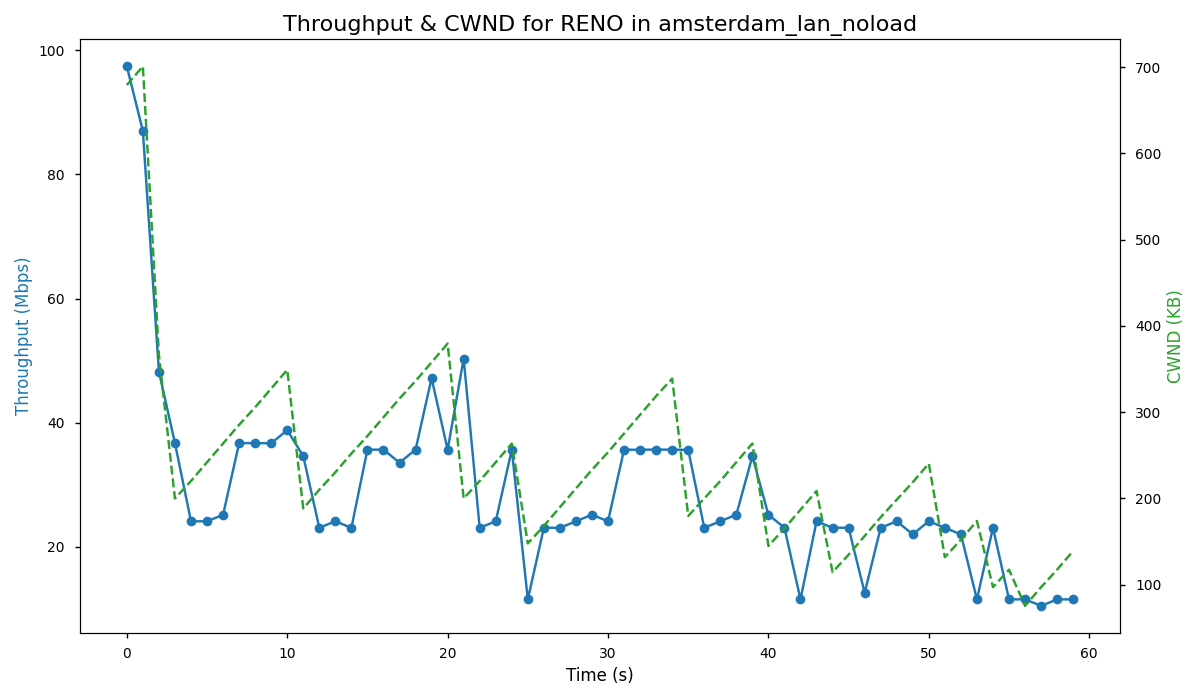 Throughput & CWND for RENO in amsterdam_lan_noload
Throughput (Mbps)
100
80
60
40
20
700
600
500
400
300
200
100
CWND (KB)
0 10 20 30 40 50 60
Time (s)